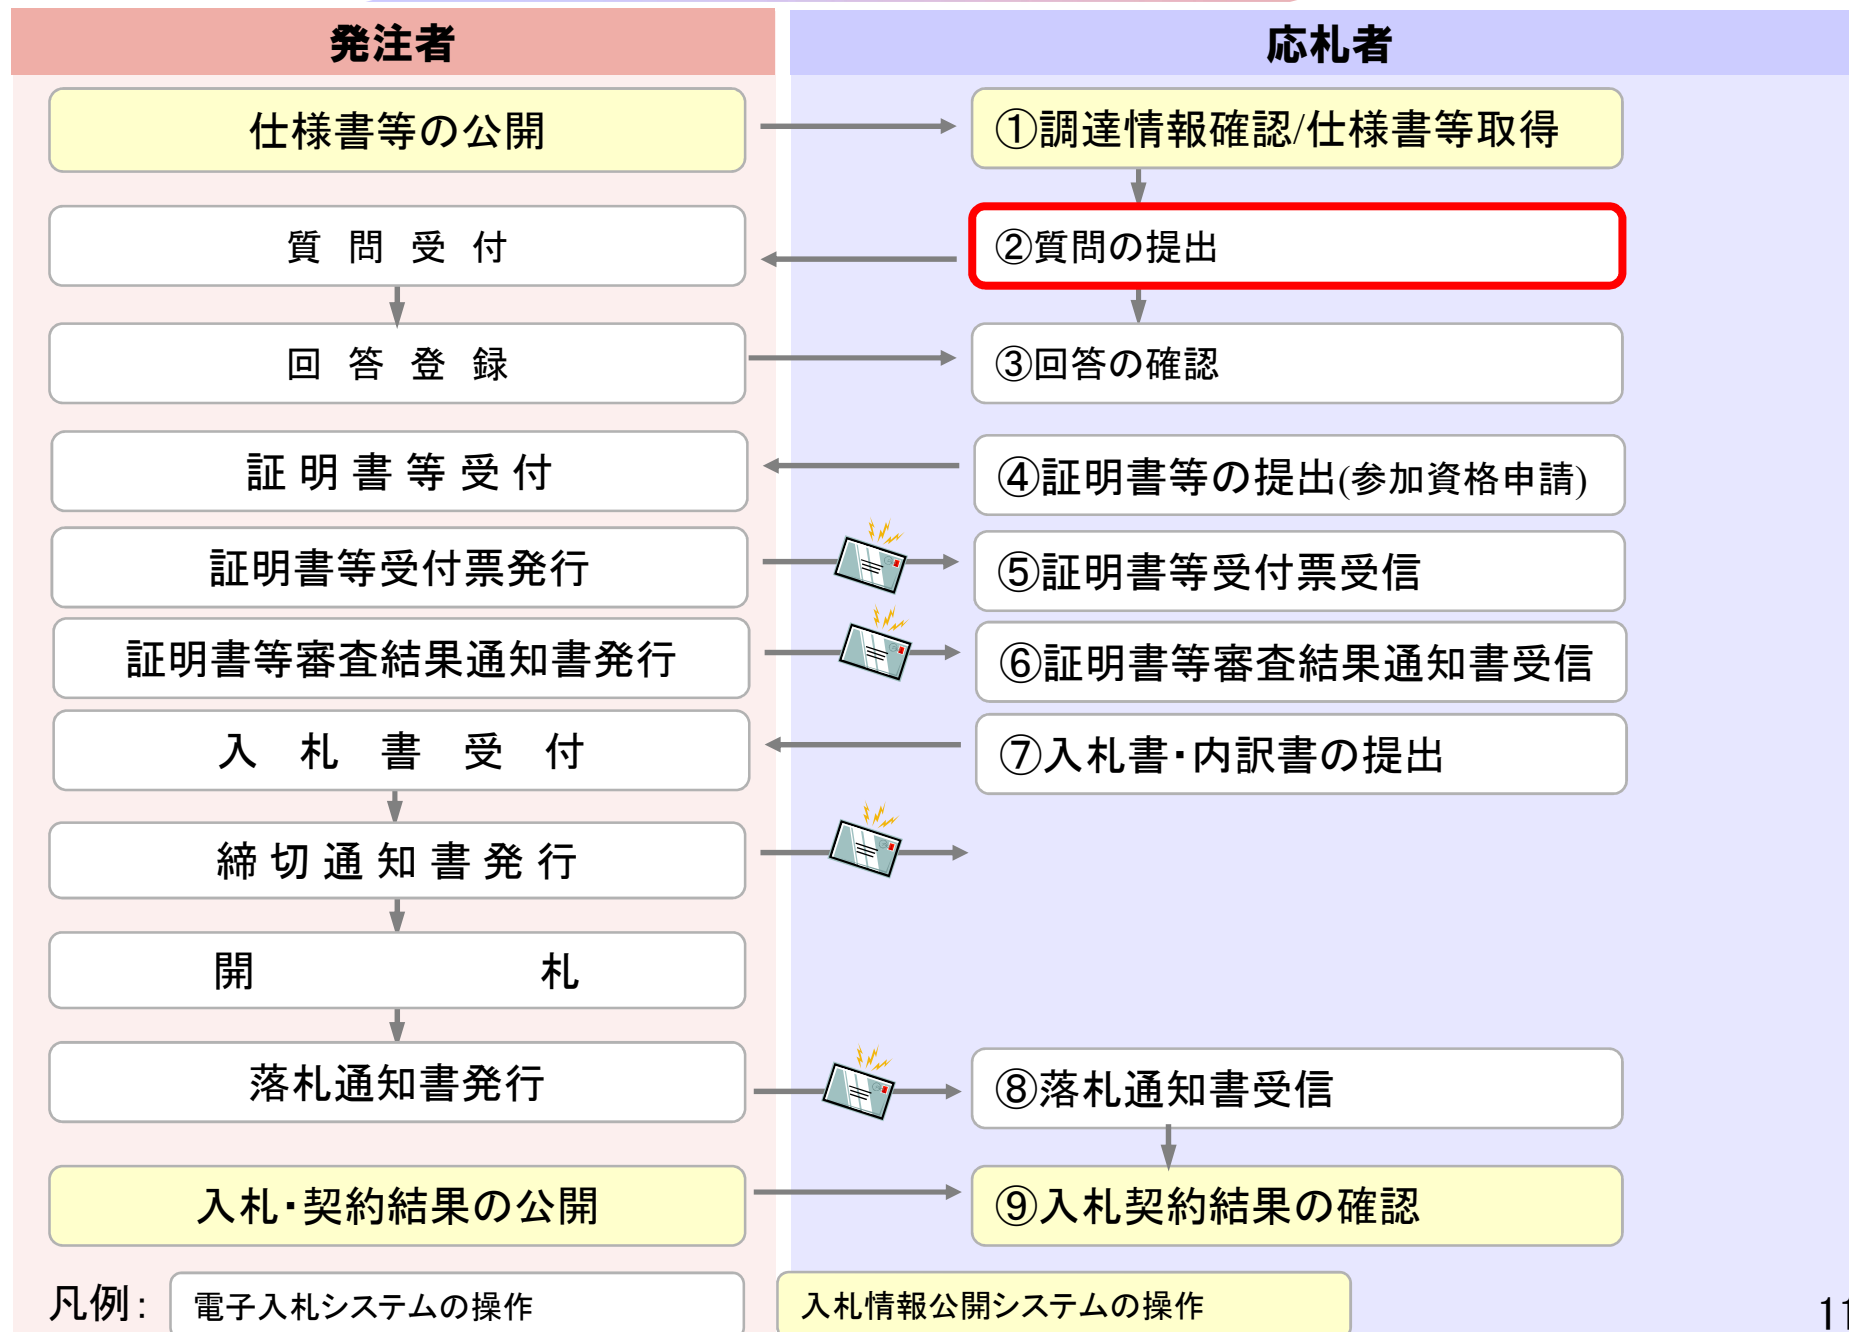 発注者
応札者
仕様書等の公開
①調達情報確認/仕様書等取得
質 問 受 付
②質問の提出
回 答 登 録
③回答の確認
証 明 書 等 受 付
④証明書等の提出(参加資格申請)
証明書等受付票発行
⑤証明書等受付票受信
証明書等審査結果通知書発行
⑥証明書等審査結果通知書受信
入 札 書 受 付
⑦入札書・内訳書の提出
締 切 通 知 書 発 行
開 札
落札通知書発行
⑧落札通知書受信
入札・契約結果の公開
⑨入札契約結果の確認
凡例：
電子入札システムの操作
入札情報公開システムの操作
11